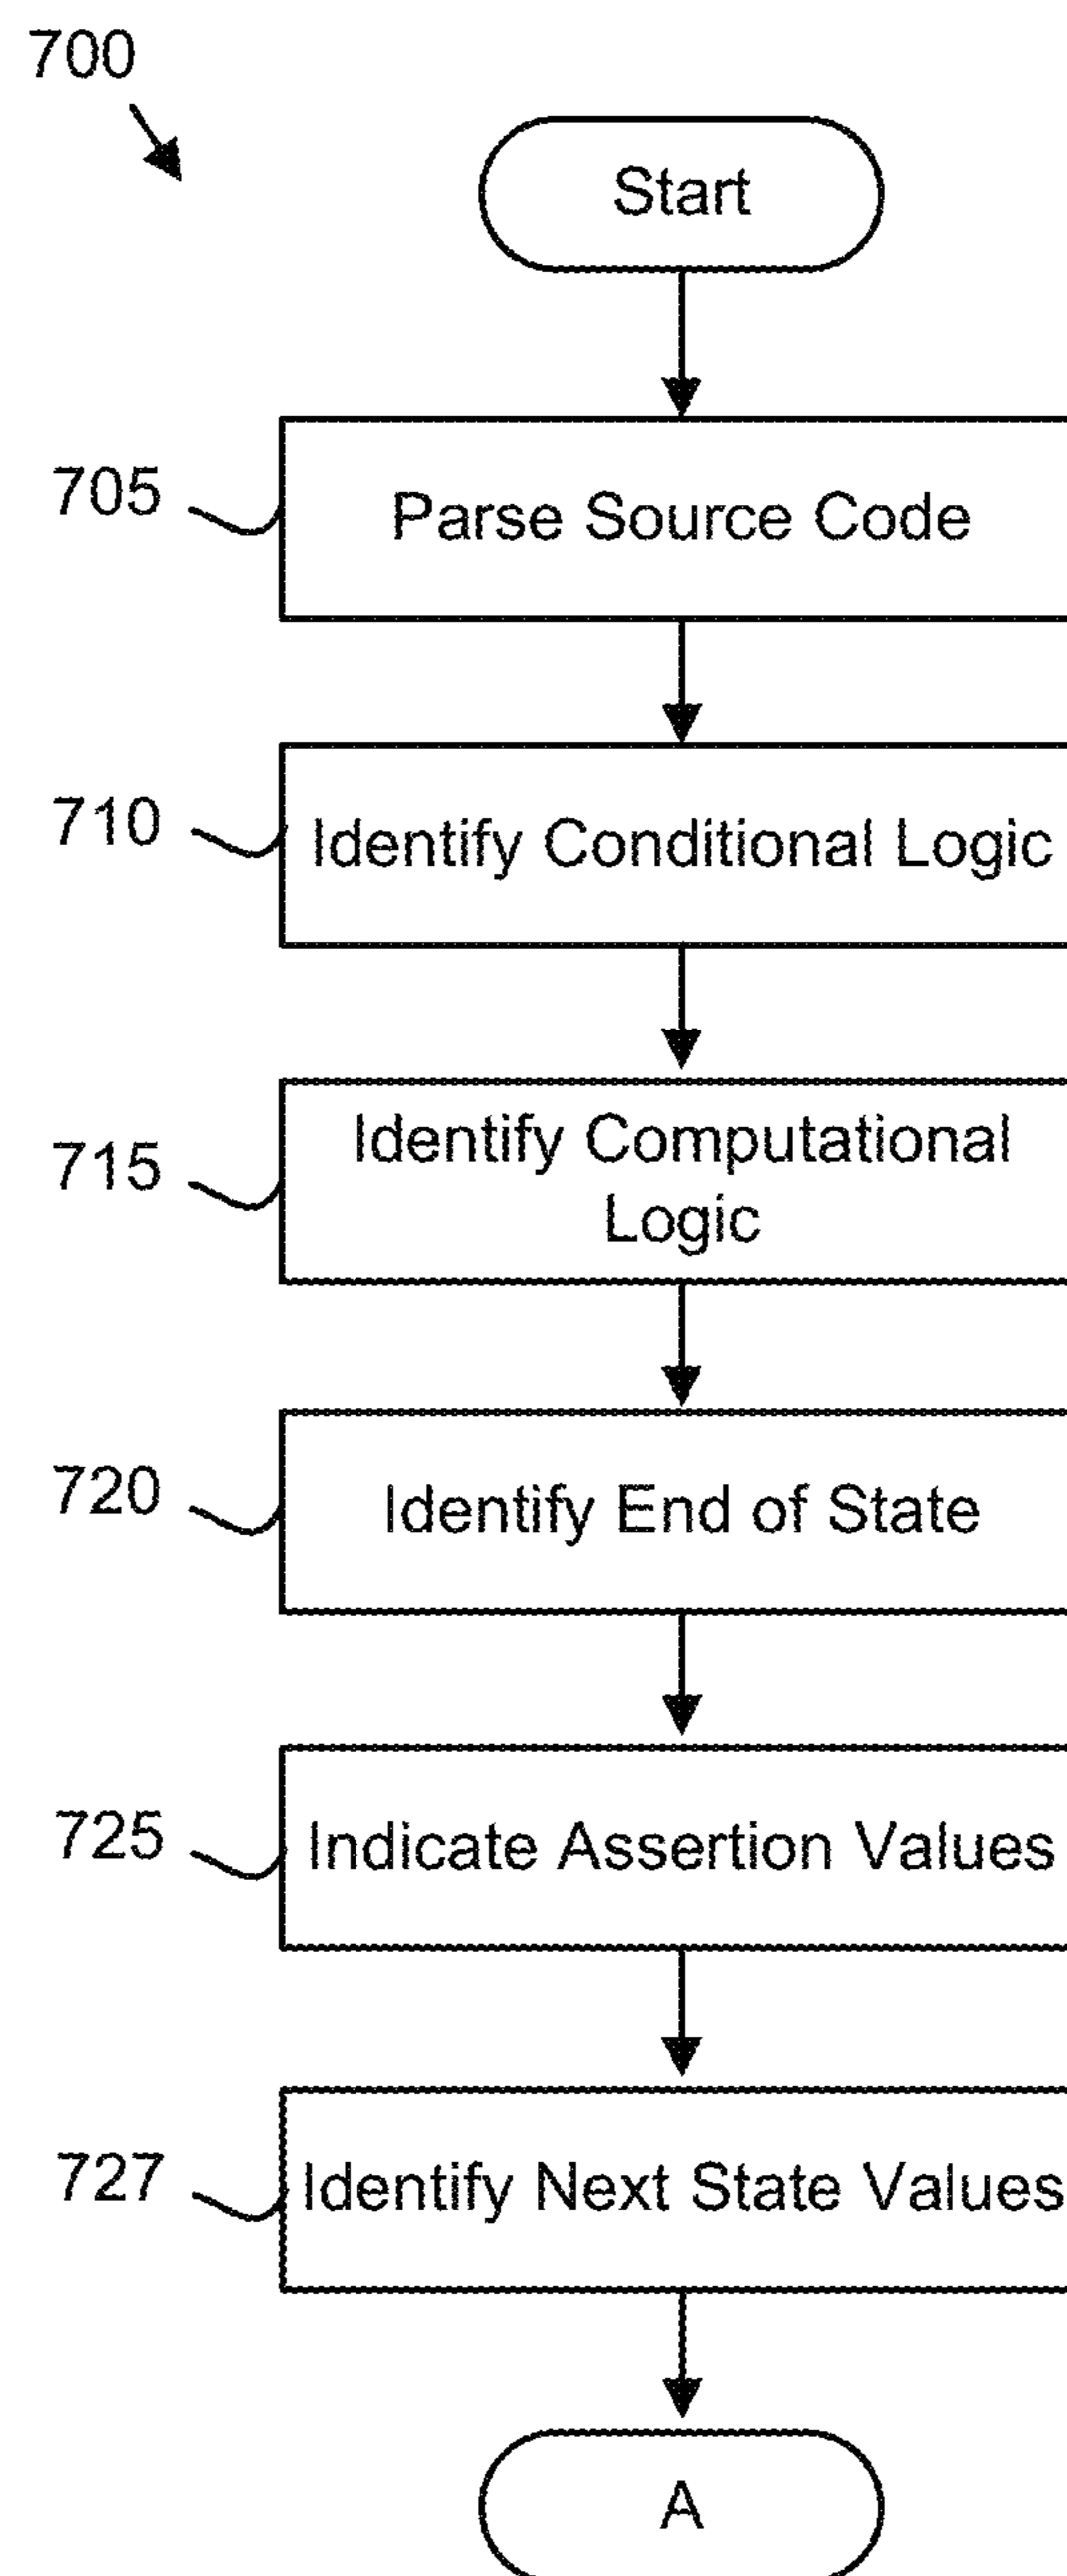 700
Start
705
Parse Source Code
710
Identify Conditional Logic
715
Identify Computational
Logic
720
Identify End of State
725
Indicate Assertion Values
727
Identify Next State Values
A